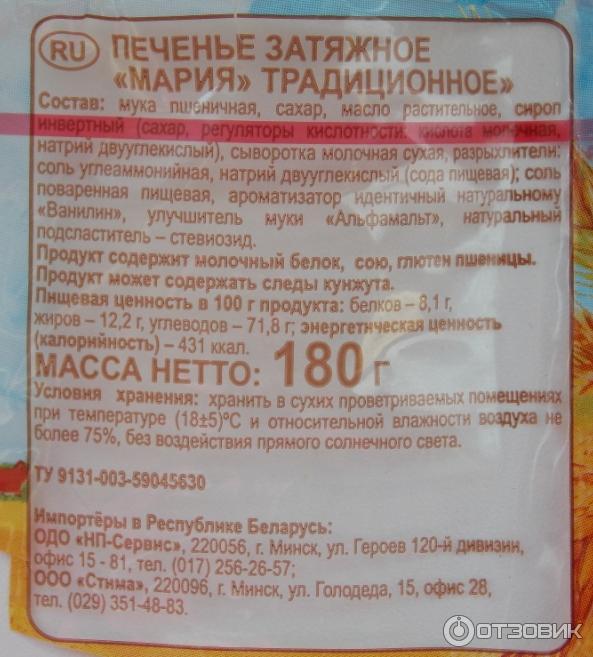 RU ПЕЧЕНЬЕ ЗАТЯЖНОЕ
«МАРИЯ» ТРАДИЦИОННОЕ»
Состав: мука пшеничная, сахар, масло растительное, сироп
инвертный (сахар, регуляторы кислотности: кислота молочная,
натрий двууглекислый), сыворотка молочная сухая, разрыхлители:
соль углеаммонийная, натрий двууглекислый (сода пищевая); соль
поваренная пищевая, ароматизатор идентичный натуральному
«Ванилин», улучшитель муки «Альфамальт», натуральный
подсластитель – стевиозид.
Продукт содержит молочный белок, сою, глютен пшеницы.
Продукт может содержать следы кунжута.
Пищевая ценность в 100 г продукта: белков – 8,1 г,
жиров – 12,2 г, углеводов – 71,8 г; энергетическая ценность
(калорийность) – 431 ккал.
МАССА НЕТТО: 180 г
Условия хранения: хранить в сухих проветриваемых помещениях
при температуре (18±5)°С и относительной влажности воздуха не
более 75%, без воздействия прямого солнечного света.
ТУ 9131-003-59045630
Импортёры в Республике Беларусь:
ОДО «НП-Сервис», 220056, г. Минск, ул. Героев 120-й дивизии,
офис 15 - 81, тел. (017) 256-26-57;
ООО «Стима», 220096, г. Минск, ул. Голодеда, 15, офис 28,
тел. (029) 351-48-83.
ОТЗОВИК